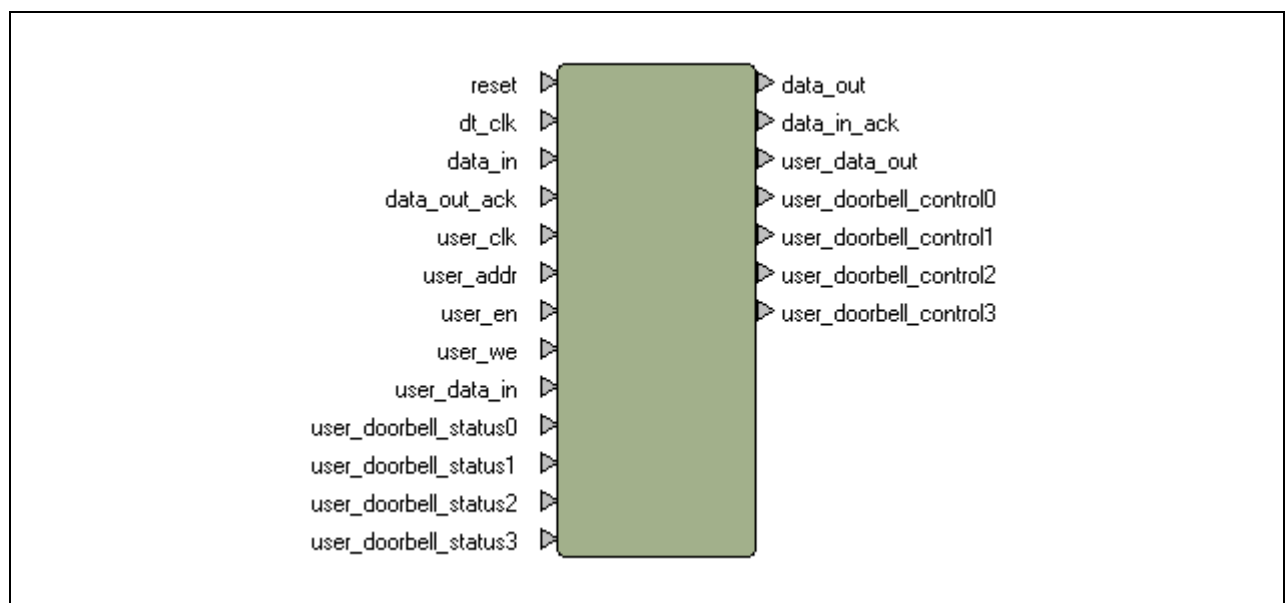 reset
dt_clk
data_in
data_out_ack
user_clk
user_addr
user_en
user_we
user_data_in
user_doorbell_status0
user_doorbell_status1
user_doorbell_status2
user_doorbell_status3
data_out
data_in_ack
user_data_out
user_doorbell_control0
user_doorbell_control1
user_doorbell_control2
user_doorbell_control3